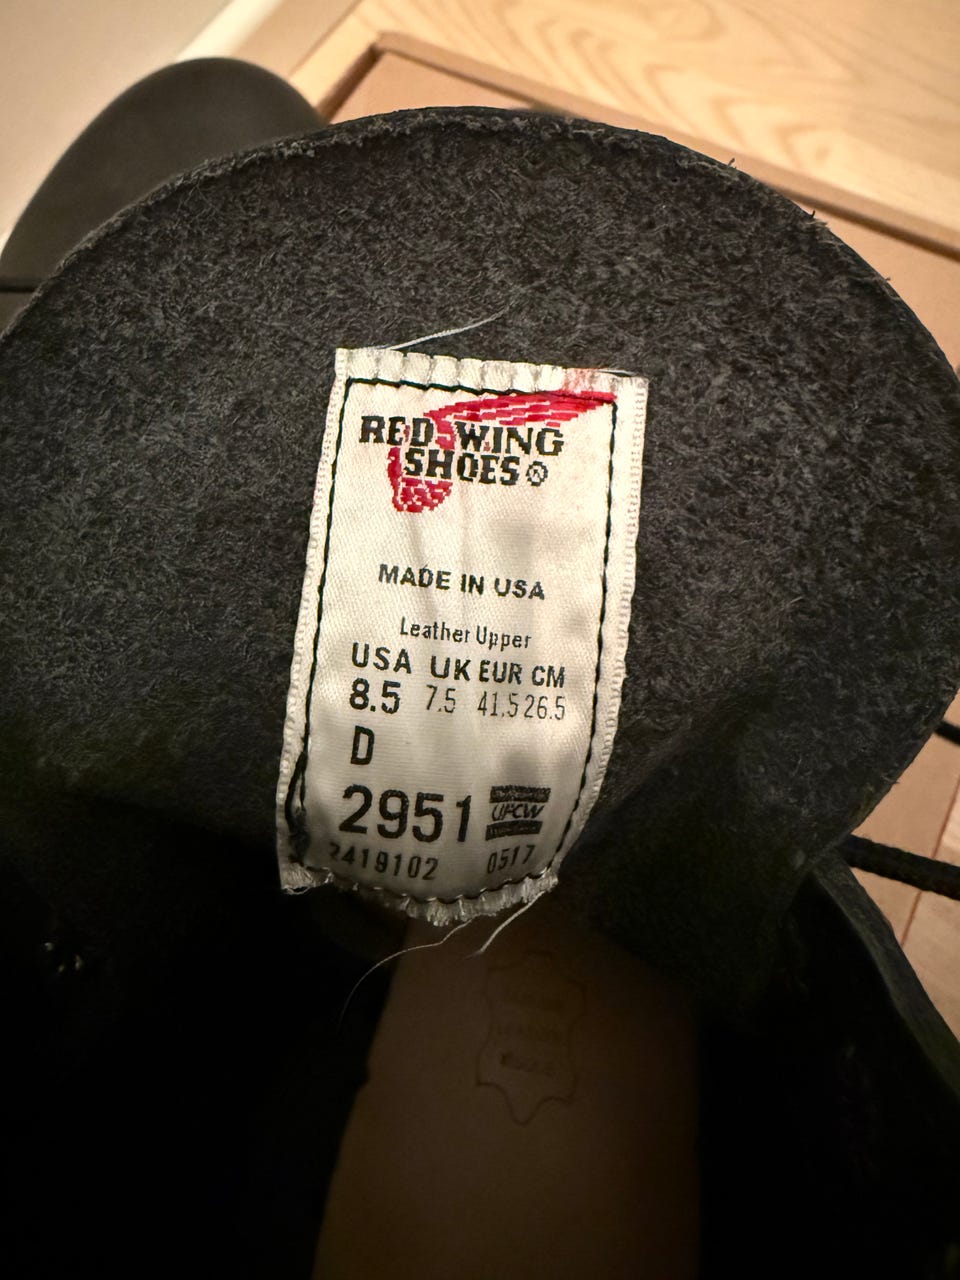 RED WING
SHOES®
MADE IN USA
Leather Upper
USA UK EUR CM
8.5 7.5 41.5 26.5
D
2951 UFCW
2419102 0517